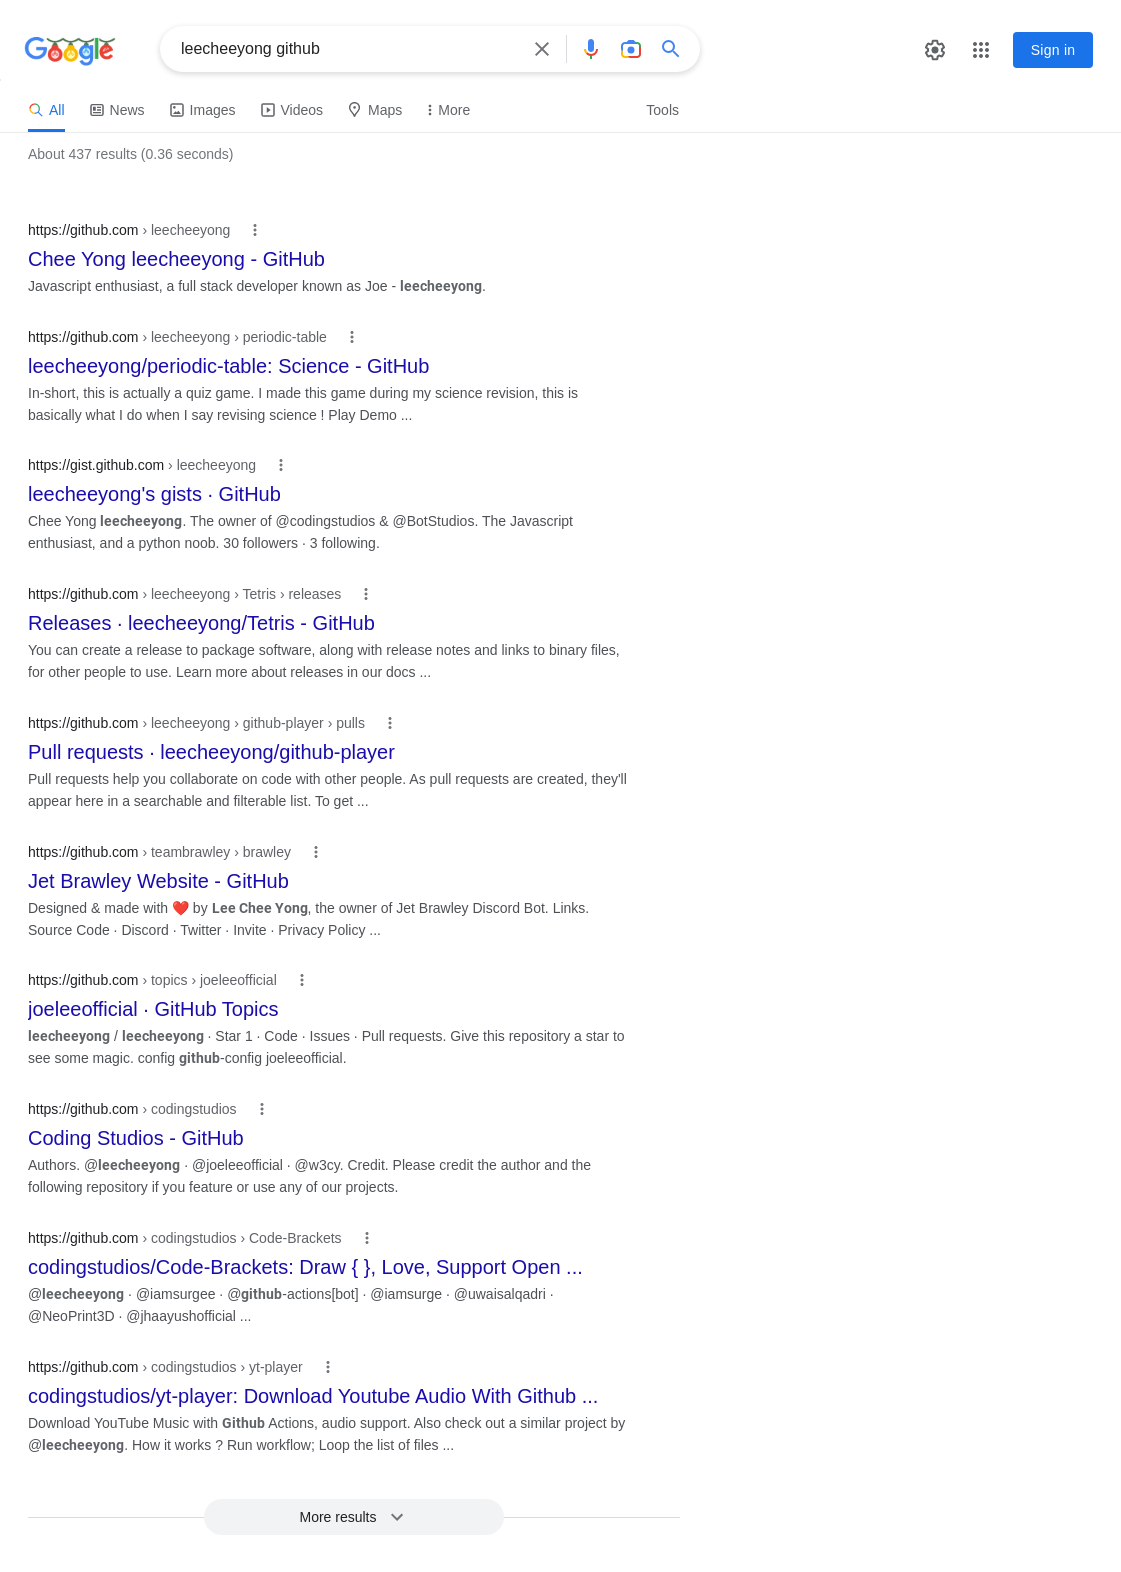 Google
leecheeyong github
Sign in
All News Images Videos Maps More Tools
About 437 results (0.36 seconds)
https://github.com › leecheeyong
Chee Yong leecheeyong - GitHub
Javascript enthusiast, a full stack developer known as Joe - leecheeyong.
https://github.com › leecheeyong › periodic-table
leecheeyong/periodic-table: Science - GitHub
In-short, this is actually a quiz game. I made this game during my science revision, this is
basically what I do when I say revising science ! Play Demo ...
https://gist.github.com › leecheeyong
leecheeyong's gists · GitHub
Chee Yong leecheeyong. The owner of @codingstudios & @BotStudios. The Javascript
enthusiast, and a python noob. 30 followers · 3 following.
https://github.com › leecheeyong › Tetris › releases
Releases · leecheeyong/Tetris - GitHub
You can create a release to package software, along with release notes and links to binary files,
for other people to use. Learn more about releases in our docs ...
https://github.com › leecheeyong › github-player › pulls
Pull requests · leecheeyong/github-player
Pull requests help you collaborate on code with other people. As pull requests are created, they'll
appear here in a searchable and filterable list. To get ...
https://github.com › teambrawley › brawley
Jet Brawley Website - GitHub
Designed & made with ❤️ by Lee Chee Yong, the owner of Jet Brawley Discord Bot. Links.
Source Code · Discord · Twitter · Invite · Privacy Policy ...
https://github.com › topics › joeleeofficial
joeleeofficial · GitHub Topics
leecheeyong / leecheeyong · Star 1 · Code · Issues · Pull requests. Give this repository a star to
see some magic. config github-config joeleeofficial.
https://github.com › codingstudios
Coding Studios - GitHub
Authors. @leecheeyong · @joeleeofficial · @w3cy. Credit. Please credit the author and the
following repository if you feature or use any of our projects.
https://github.com › codingstudios › Code-Brackets
codingstudios/Code-Brackets: Draw { }, Love, Support Open ...
@leecheeyong · @iamsurgee · @github-actions[bot] · @iamsurge · @uwaisalqadri ·
@NeoPrint3D · @jhaayushofficial ...
https://github.com › codingstudios › yt-player
codingstudios/yt-player: Download Youtube Audio With Github ...
Download YouTube Music with Github Actions, audio support. Also check out a similar project by
@leecheeyong. How it works ? Run workflow; Loop the list of files ...
More results